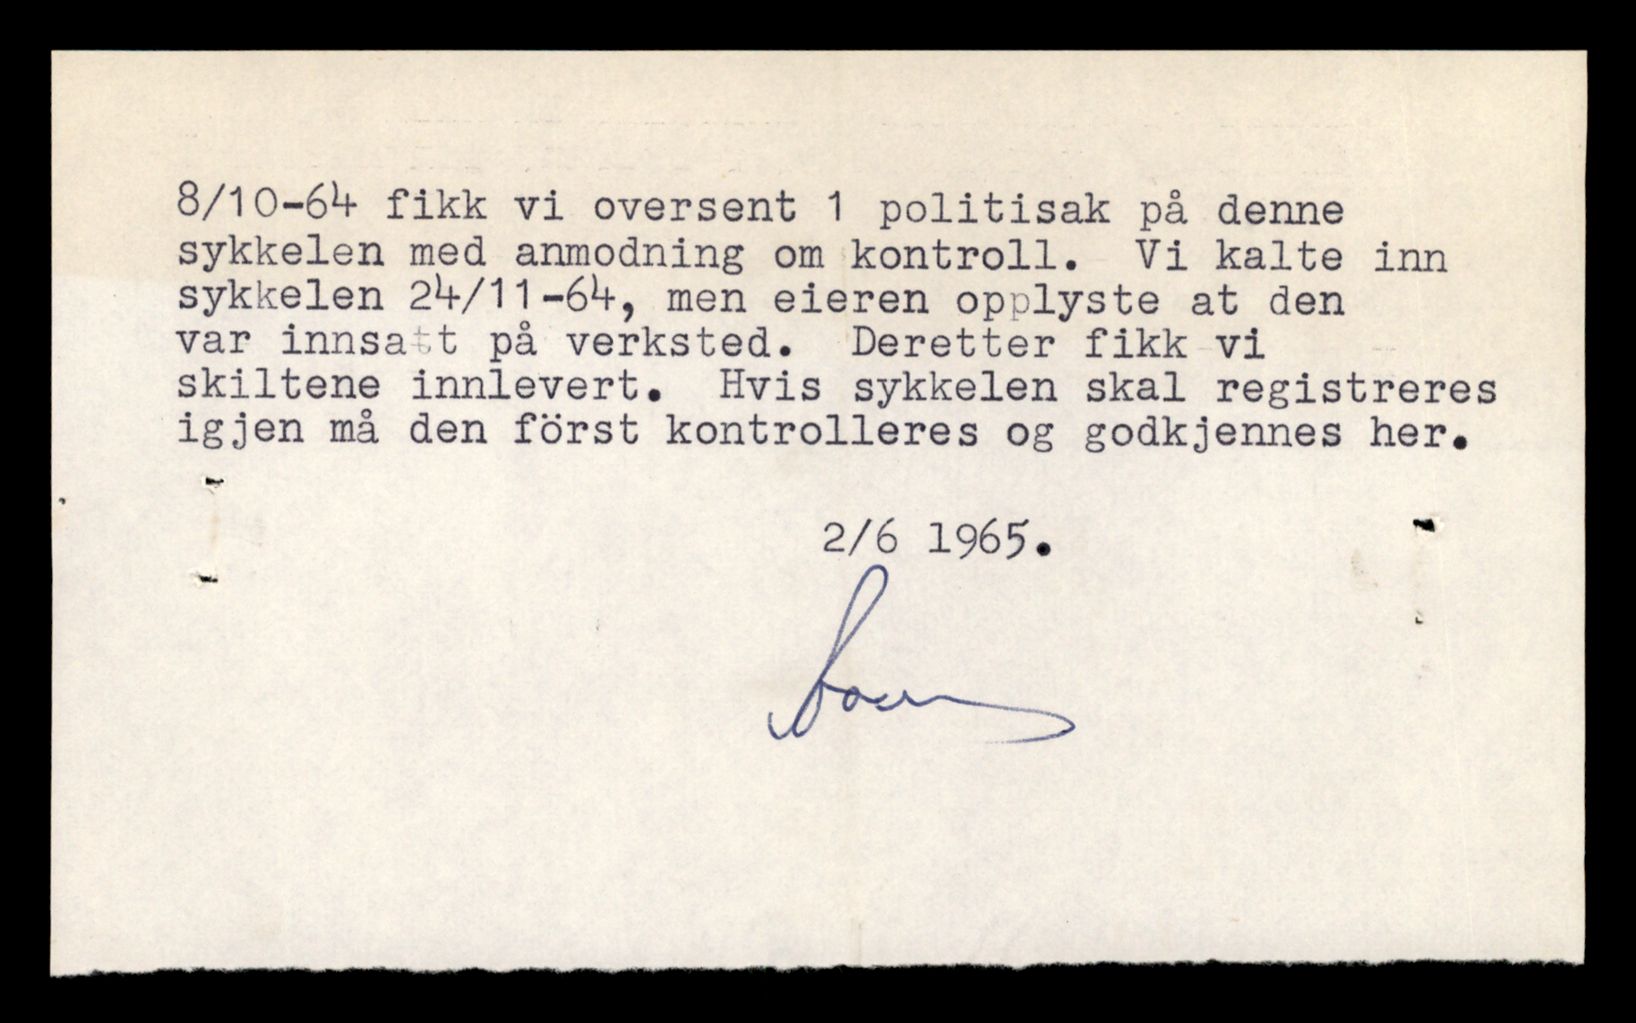 8/10-64 fikk vi oversent 1 politisak på denne
sykkelen med anmodning om kontroll. Vi kalte inn
sykkelen 24/11-64, men eieren opplyste at den
var innsatt på verksted. Deretter fikk vi
skiltene innlevert. Hvis sykkelen skal registreres
igjen må den först kontrolleres og godkjennes her.
2/6 1965.